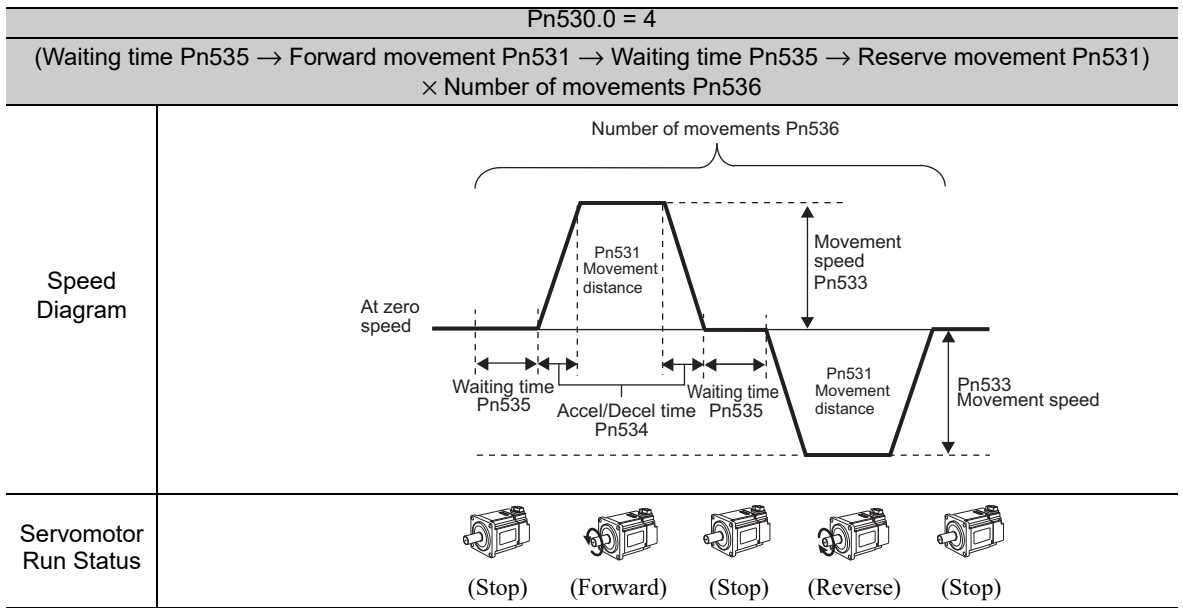 Pn530.0 = 4
(Waiting time Pn535 → Forward movement Pn531 → Waiting time Pn535 → Reserve movement Pn531)
× Number of movements Pn536
Speed
Diagram
Number of movements Pn536
Pn531
Movement
distance
Movement
speed
Pn533
At zero
speed
Waiting time
Pn535
Accel/Decel time
Pn534
Waiting time
Pn535
Pn531
Movement
distance
Pn533
Movement speed
Servomotor
Run Status
(Stop) (Forward) (Stop) (Reverse) (Stop)